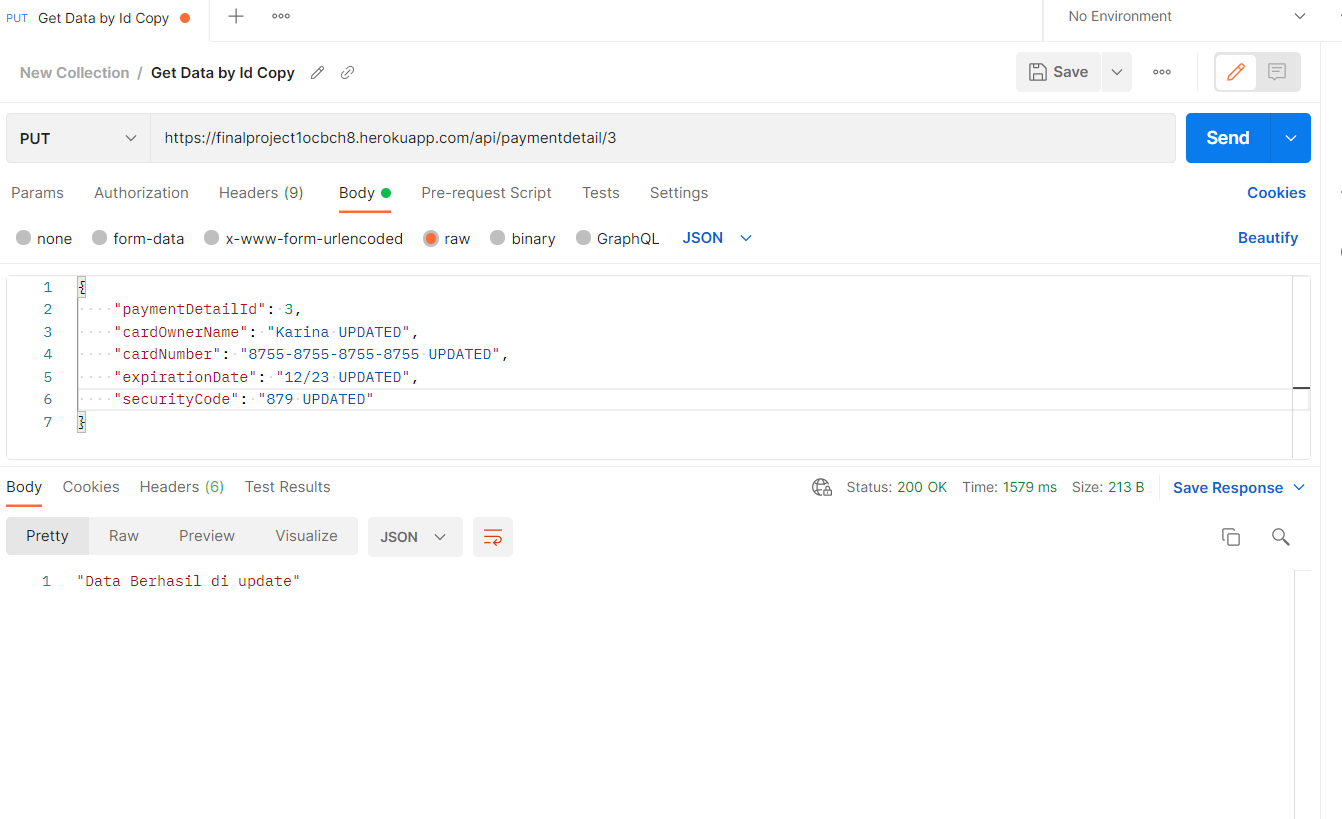 PUT Get Data by Id Copy No Environment
New Collection / Get Data by Id Copy Save
PUT https://finalproject1ocbch8.herokuapp.com/api/paymentdetail/3 Send
Params Authorization Headers (9) Body Pre-request Script Tests Settings Cookies
none form-data x-www-form-urlencoded raw binary GraphQL JSON Beautify
1 {
2 "paymentDetailId": 3,
3 "cardOwnerName": "Karina UPDATED",
4 "cardNumber": "8755-8755-8755-8755 UPDATED",
5 "expirationDate": "12/23 UPDATED",
6 "securityCode": "879 UPDATED"
7 }
Body Cookies Headers (6) Test Results Status: 200 OK Time: 1579 ms Size: 213 B Save Response
Pretty Raw Preview Visualize JSON
1 "Data Berhasil di update"